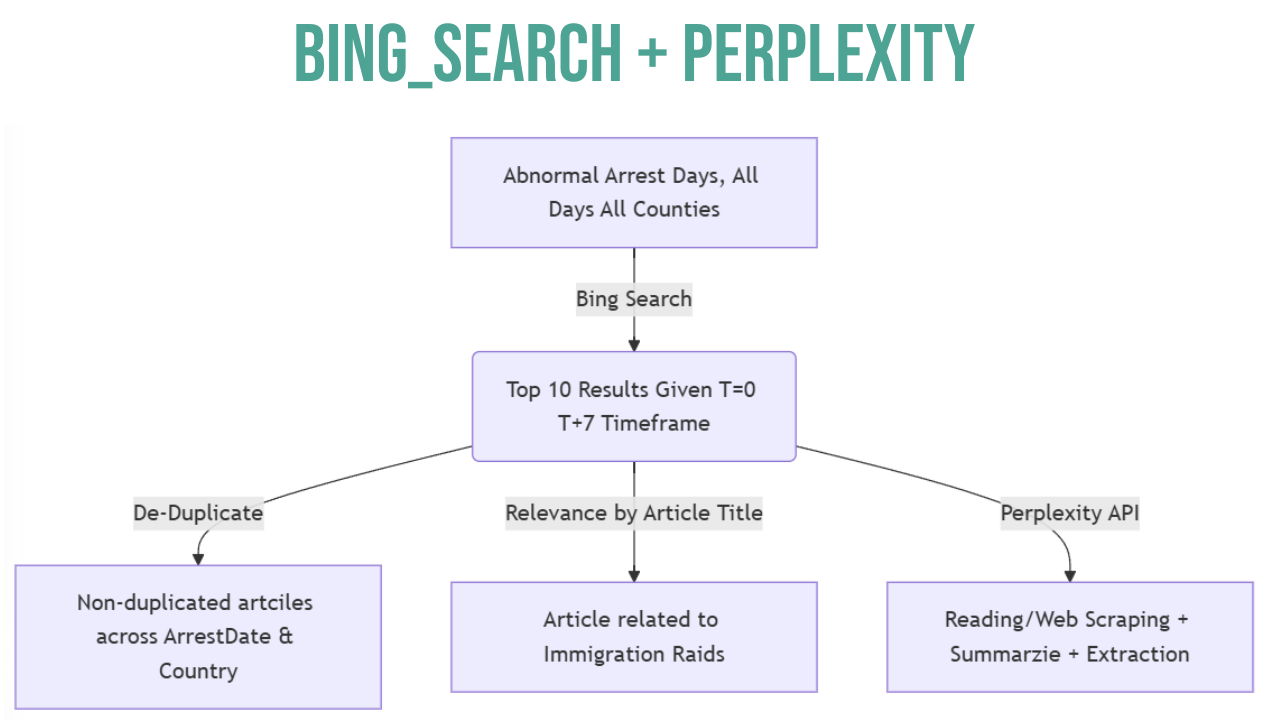 BING_SEARCH + PERPLEXITY
Abnormal Arrest Days, All
Days All Counties
Bing Search
Top 10 Results Given T=0
T+7 Timeframe
De-Duplicate
Relevance by Article Title
Perplexity API
Non-duplicated artciles
across ArrestDate &
Country
Article related to
Immigration Raids
Reading/Web Scraping +
Summarzie + Extraction